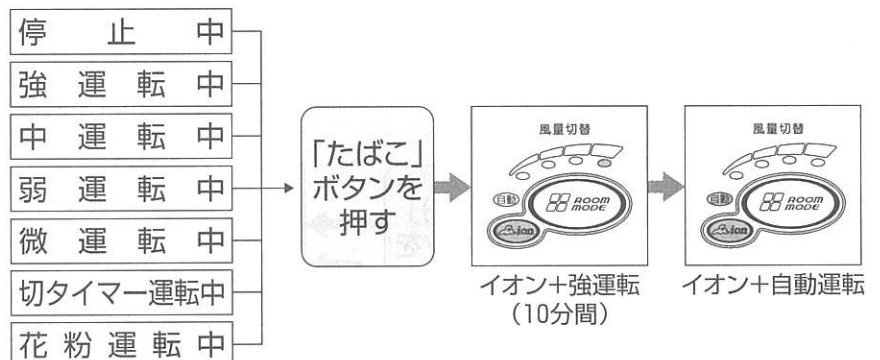 停止中
強運転中
中運転中
弱運転中
微運転中
切タイマー運転中
花粉運転中
「たばこ」
ボタンを
押す
風量切替
自動
ROOM
MODE
ion
イオン＋強運転
（10分間）
風量切替
自動
ROOM
MODE
ion
イオン＋自動運転